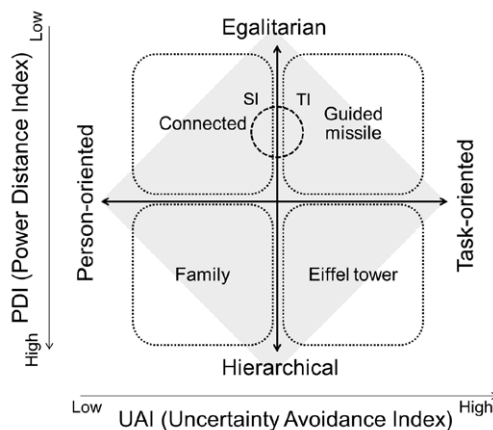 Low
Egalitarian
SI TI
Connected
Guided
missile
PDI (Power Distance Index)
Person-oriented
Task-oriented
Family
Eiffel tower
High
Hierarchical
Low
High
UAI (Uncertainty Avoidance Index)